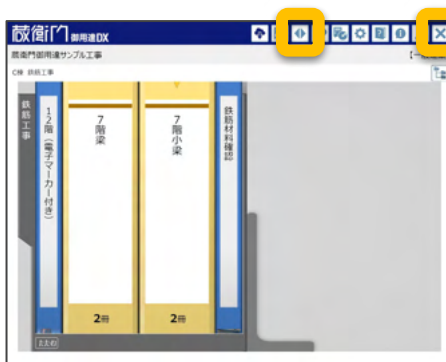 蔵衛門御用達DX
蔵衛門御用達サンプル工事
C棟 鉄筋工事
鉄筋工事
12階(電子マーカー付き)
7階梁
2冊
7階小梁
2冊
鉄筋材料確認